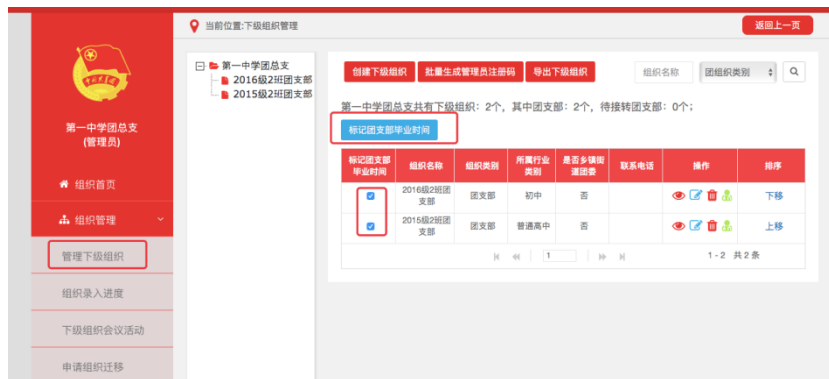 当前位置:下级组织管理
返回上一页
第一中学团总支
(管理员)
组织首页
组织管理
管理下级组织
组织录入进度
下级组织会议活动
申请组织迁移
第一中学团总支
2016级2班团支部
2015级2班团支部
创建下级组织 批量生成管理员注册码 导出下级组织 组织名称 团组织类别
第一中学团总支共有下级组织：2个，其中团支部：2个，待接转团支部：0个；
标记团支部毕业时间
标记团支部毕业时间 组织名称 组织类别 所属行业类别 是否乡镇街道团委 联系电话 操作 排序
2016级2班团支部 团支部 初中 否 下移
2015级2班团支部 团支部 普通高中 否 上移
1 1 - 2 共 2 条